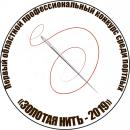 Первый областной профессиональный конкурс среди портных
«ЗОЛОТАЯ НИТЬ - 2019»